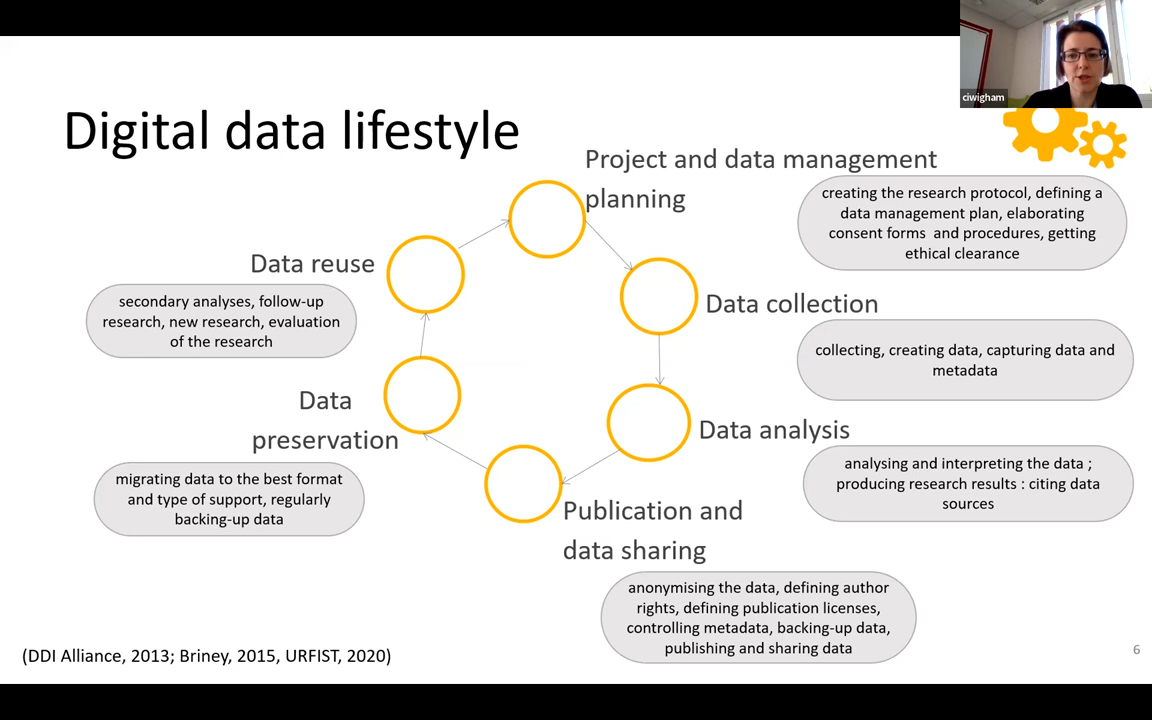 ciwigham
Digital data lifestyle
Project and data management
planning
creating the research protocol, defining a
data management plan, elaborating
consent forms and procedures, getting
ethical clearance
Data collection
collecting, creating data, capturing data and
metadata
Data analysis
analysing and interpreting the data ;
producing research results : citing data
sources
Publication and
data sharing
anonymising the data, defining author
rights, defining publication licenses,
controlling metadata, backing-up data,
publishing and sharing data
Data
preservation
migrating data to the best format
and type of support, regularly
backing-up data
Data reuse
secondary analyses, follow-up
research, new research, evaluation
of the research
(DDI Alliance, 2013; Briney, 2015, URFIST, 2020)
6